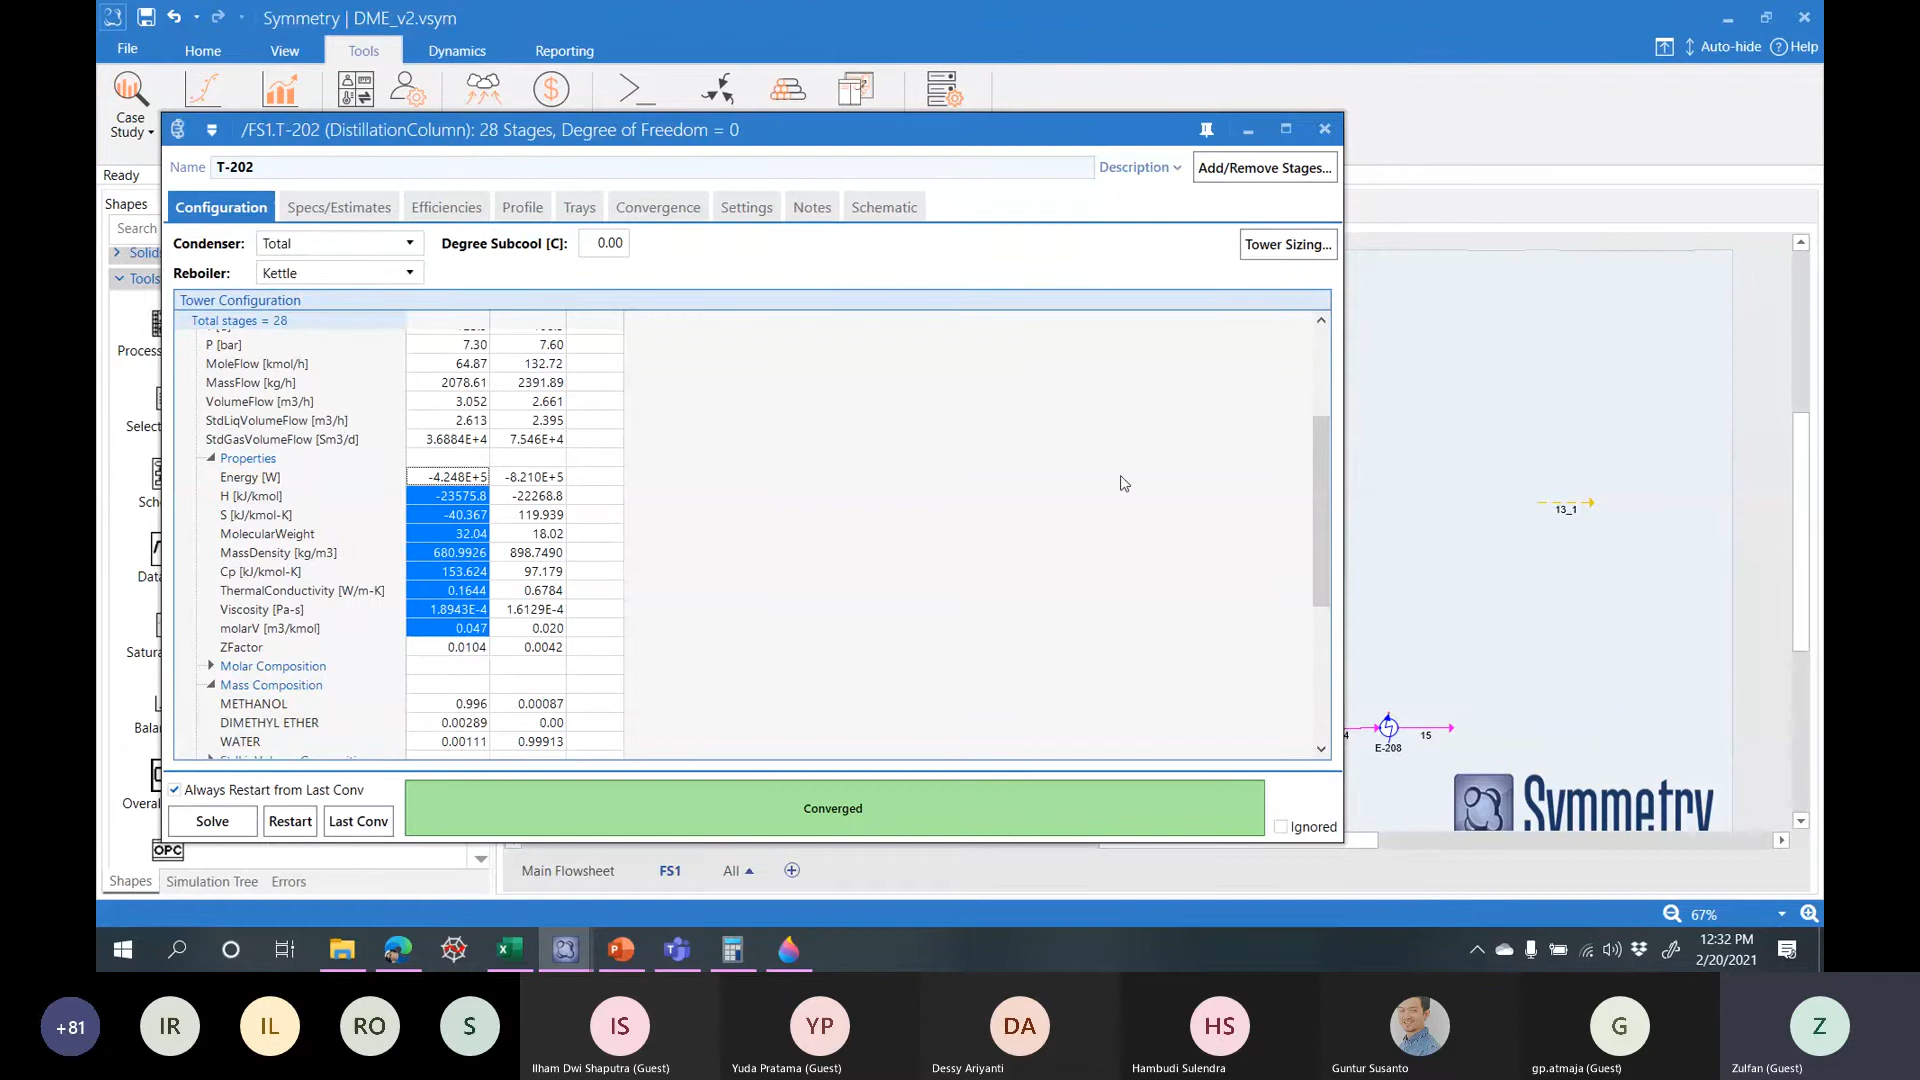 Symmetry | DME_v2.vsym
File Home View Tools Dynamics Reporting
Auto-hide Help
Case Study
/FS1.T-202 (DistillationColumn): 28 Stages, Degree of Freedom = 0
Name T-202 Description Add/Remove Stages...
Ready
Shapes
Search
Solid
Tools
Process
Select
Sch
Data
Satura
Balan
Overal
OPC
Configuration Specs/Estimates Efficiencies Profile Trays Convergence Settings Notes Schematic
Condenser: Total Degree Subcool [C]: 0.00 Tower Sizing...
Reboiler: Kettle
Tower Configuration
Total stages = 28
P [bar] 7.30 7.60
MoleFlow [kmol/h] 64.87 132.72
MassFlow [kg/h] 2078.61 2391.89
VolumeFlow [m3/h] 3.052 2.661
StdLiqVolumeFlow [m3/h] 2.613 2.395
StdGasVolumeFlow [Sm3/d] 3.6884E+4 7.546E+4
Properties
Energy [W] -4.248E+5 -8.210E+5
H [kJ/kmol] -23575.8 -22268.8
S [kJ/kmol-K] -40.367 119.939
MolecularWeight 32.04 18.02
MassDensity [kg/m3] 680.9926 898.7490
Cp [kJ/kmol-K] 153.624 97.179
ThermalConductivity [W/m-K] 0.1644 0.6784
Viscosity [Pa-s] 1.8943E-4 1.6129E-4
molarV [m3/kmol] 0.047 0.020
ZFactor 0.0104 0.0042
Molar Composition
Mass Composition
METHANOL 0.996 0.00087
DIMETHYL ETHER 0.00289 0.00
WATER 0.00111 0.99913
Always Restart from Last Conv
Solve Restart Last Conv Converged Ignored
13_1
4 15
E-208
Symmetry
Shapes Simulation Tree Errors
Main Flowsheet FS1 All
67%
12:32 PM
2/20/2021
+81 IR IL RO S IS YP DA HS G Z
Ilham Dwi Shaputra (Guest) Yuda Pratama (Guest) Dessy Ariyanti Hambudi Sulendra Guntur Susanto gp.atmaja (Guest) Zulfan (Guest)